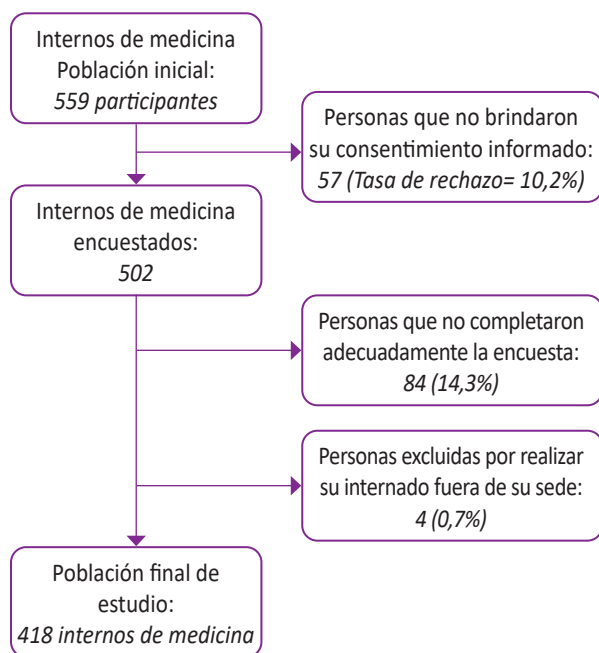 Internos de medicina
Población inicial:
559 participantes
Personas que no brindaron
su consentimiento informado:
57 (Tasa de rechazo= 10,2%)
Internos de medicina
encuestados:
502
Personas que no completaron
adecuadamente la encuesta:
84 (14,3%)
Personas excluidas por realizar
su internado fuera de su sede:
4 (0,7%)
Población final de
estudio:
418 internos de medicina